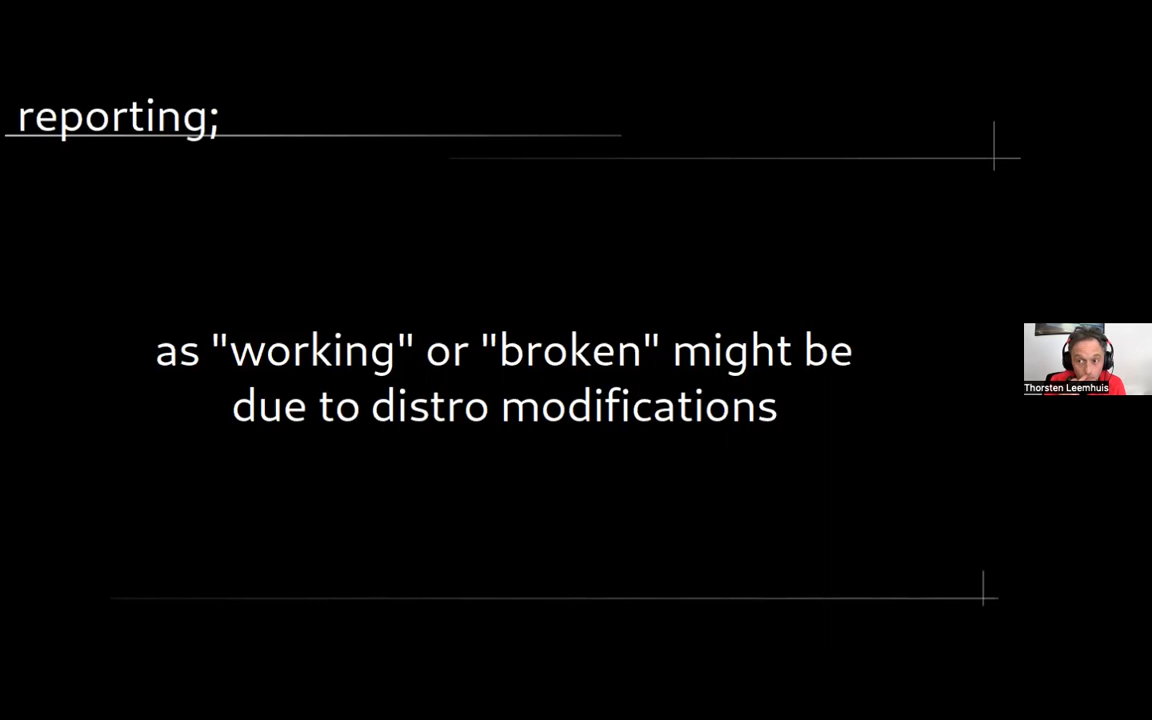 reporting;
as "working" or "broken" might be
due to distro modifications
Thorsten Leemhuis